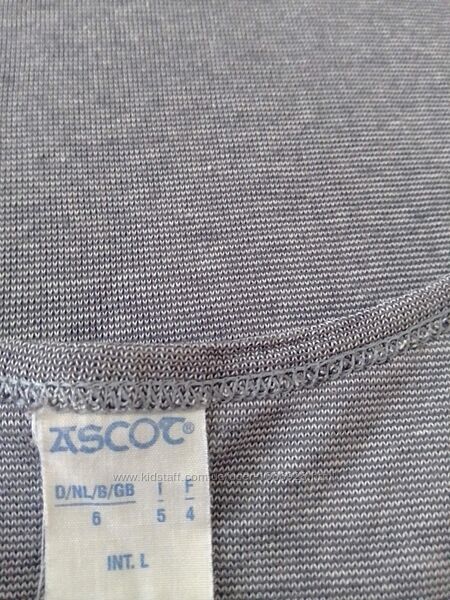 ASCOT®
D/NL/B/GB I F
6 5 4
INT. L